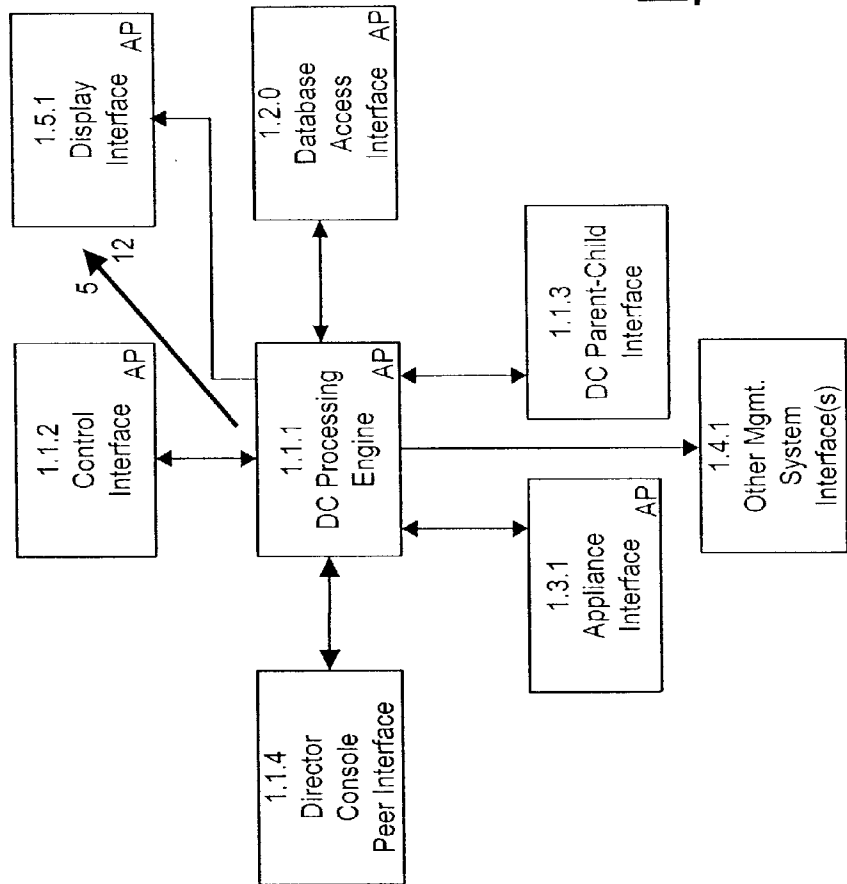 1.5.1
Display
Interface
AP
5
12
1.1.2
Control
Interface
AP
1.2.0
Database
Access
Interface
AP
1.1.1
DC Processing
Engine
AP
1.1.4
Director
Console
Peer Interface
1.1.3
DC Parent-Child
Interface
1.3.1
Appliance
Interface
AP
1.4.1
Other Mgmt.
System
Interface(s)